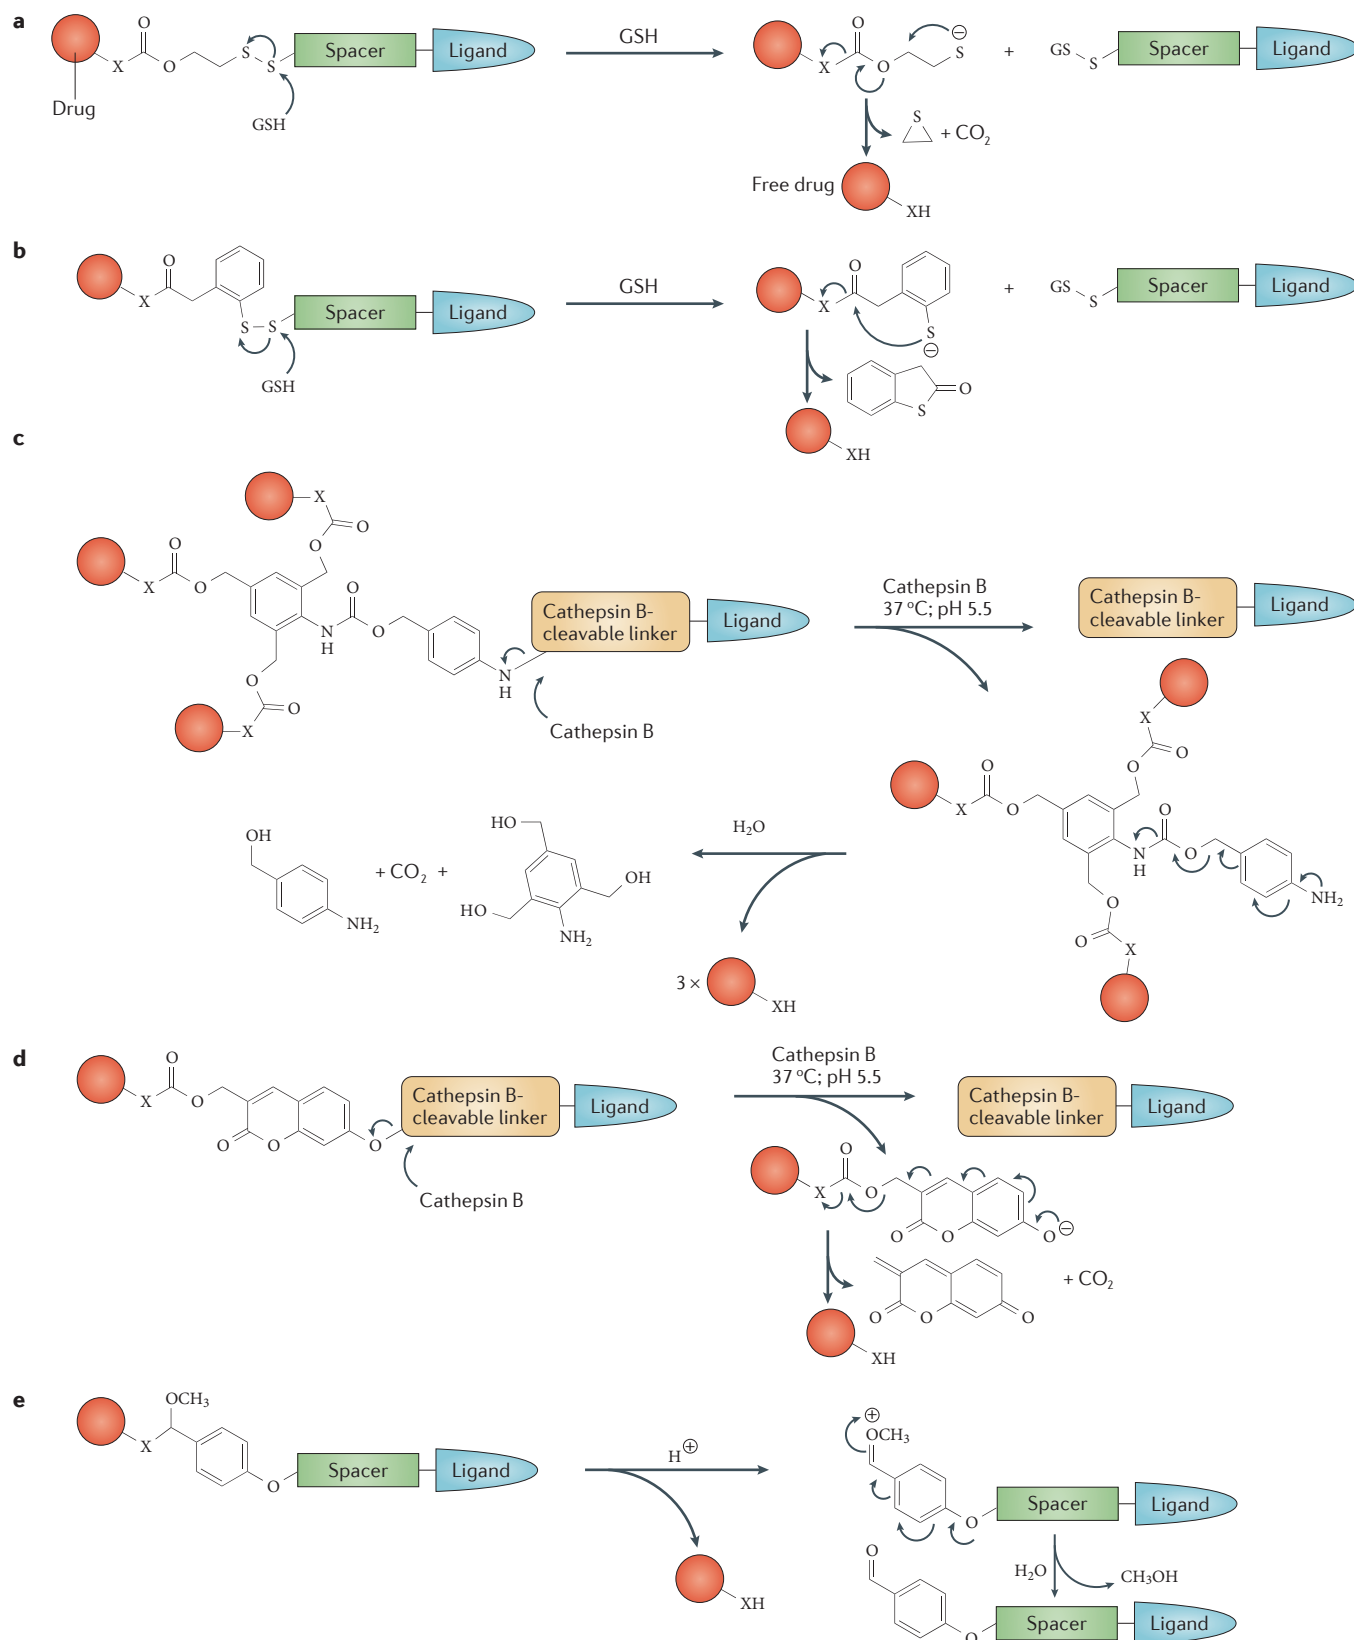 a
O
X
O
S
S
Spacer
Ligand
Drug
GSH
GSH
O
X
O
S
⊖
+
GS
S
Spacer
Ligand
S
+ CO₂
Free drug
XH
b
O
X
S
S
Spacer
Ligand
GSH
GSH
O
X
S
⊖
+
GS
S
Spacer
Ligand
O
S
XH
c
X
O
O
O
X
O
O
N
H
O
O
O
X
N
H
Cathepsin B-
cleavable linker
Ligand
Cathepsin B
Cathepsin B
37 °C; pH 5.5
Cathepsin B-
cleavable linker
Ligand
X
O
O
O
X
O
O
N
H
O
NH₂
O
O
X
H₂O
OH
NH₂
+ CO₂ +
HO
OH
HO
NH₂
3 ×
XH
d
O
X
O
O
O
O
Cathepsin B-
cleavable linker
Ligand
Cathepsin B
Cathepsin B
37 °C; pH 5.5
Cathepsin B-
cleavable linker
Ligand
O
X
O
O
O
O
⊖
O
O
O
+ CO₂
XH
e
OCH₃
X
O
Spacer
Ligand
H⊕
XH
⊕
OCH₃
O
Spacer
Ligand
H₂O
CH₃OH
O
O
Spacer
Ligand